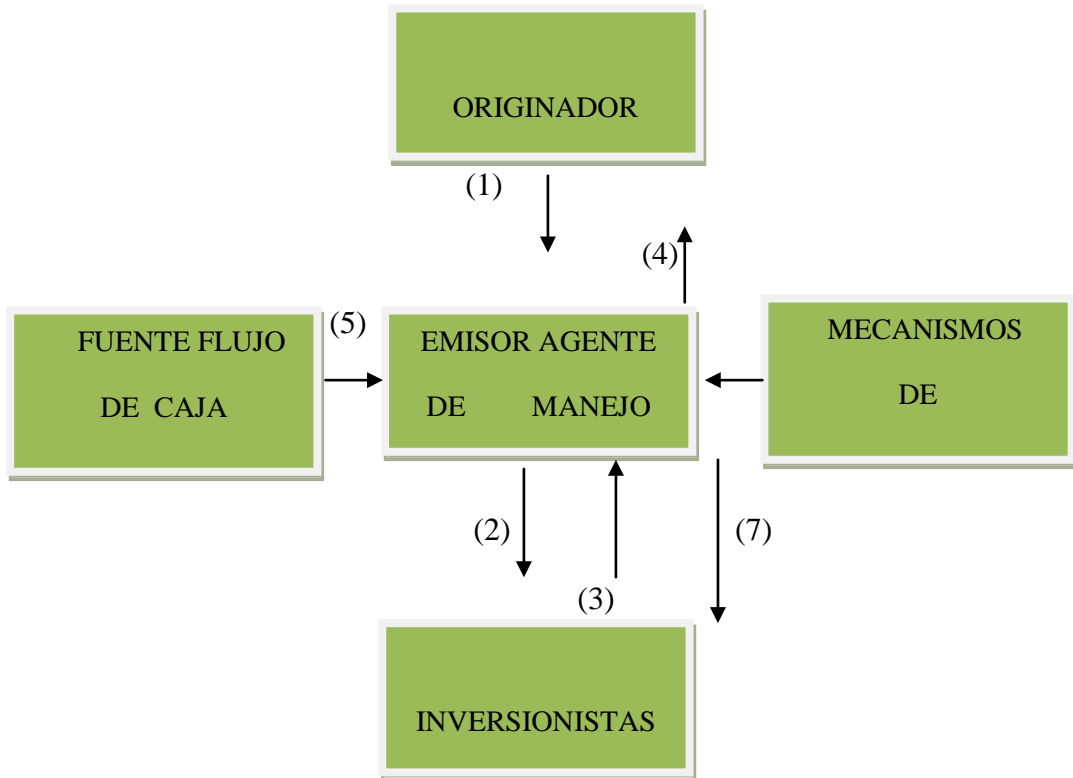 ORIGINADOR
(1)
(4)
FUENTE FLUJO
DE CAJA
(5)
EMISOR AGENTE
DE MANEJO
MECANISMOS
DE
(2)
(3)
(7)
INVERSIONISTAS